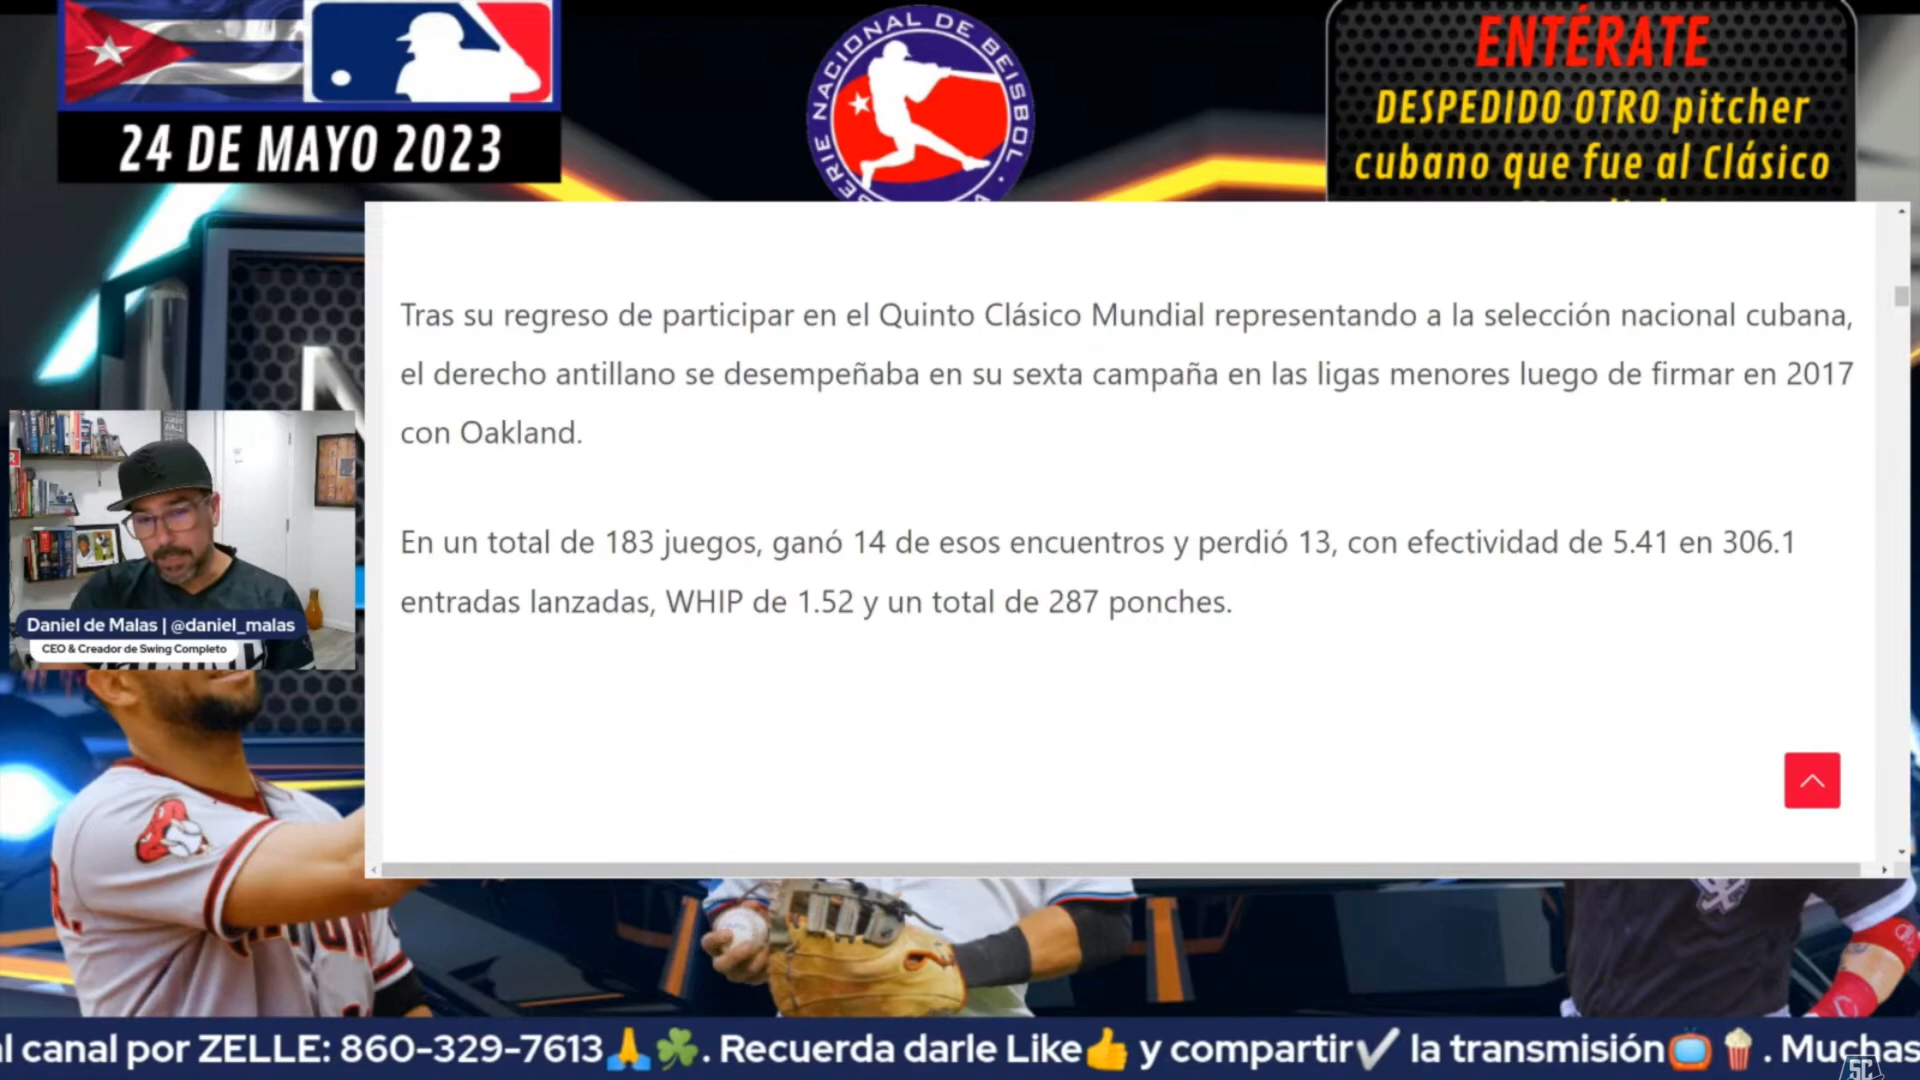 24 DE MAYO 2023
SERIE NACIONAL DE BEISBOL
ENTÉRATE
DESPEDIDO OTRO pitcher
cubano que fue al Clásico
Tras su regreso de participar en el Quinto Clásico Mundial representando a la selección nacional cubana,
el derecho antillano se desempeñaba en su sexta campaña en las ligas menores luego de firmar en 2017
con Oakland.
En un total de 183 juegos, ganó 14 de esos encuentros y perdió 13, con efectividad de 5.41 en 306.1
entradas lanzadas, WHIP de 1.52 y un total de 287 ponches.
Daniel de Malas | @daniel_malas
CEO & Creador de Swing Completo
al canal por ZELLE: 860-329-7613🙏☘️. Recuerda darle Like👍 y compartir✔️ la transmisión📺🍿. Muchas
SC